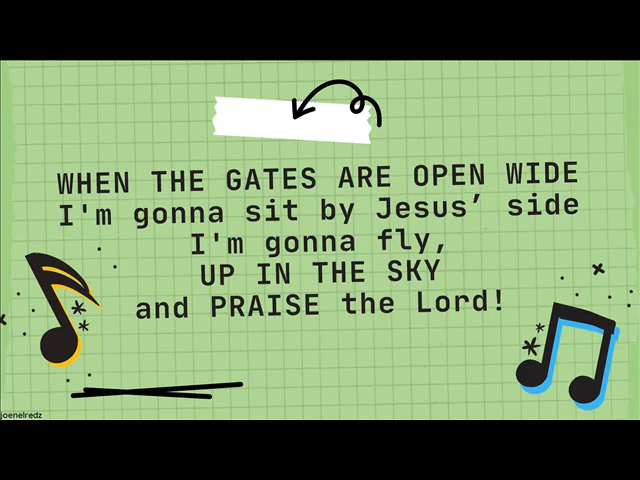 WHEN THE GATES ARE OPEN WIDE
I'm gonna sit by Jesus’ side
I'm gonna fly,
UP IN THE SKY
and PRAISE the Lord!
joenelredz